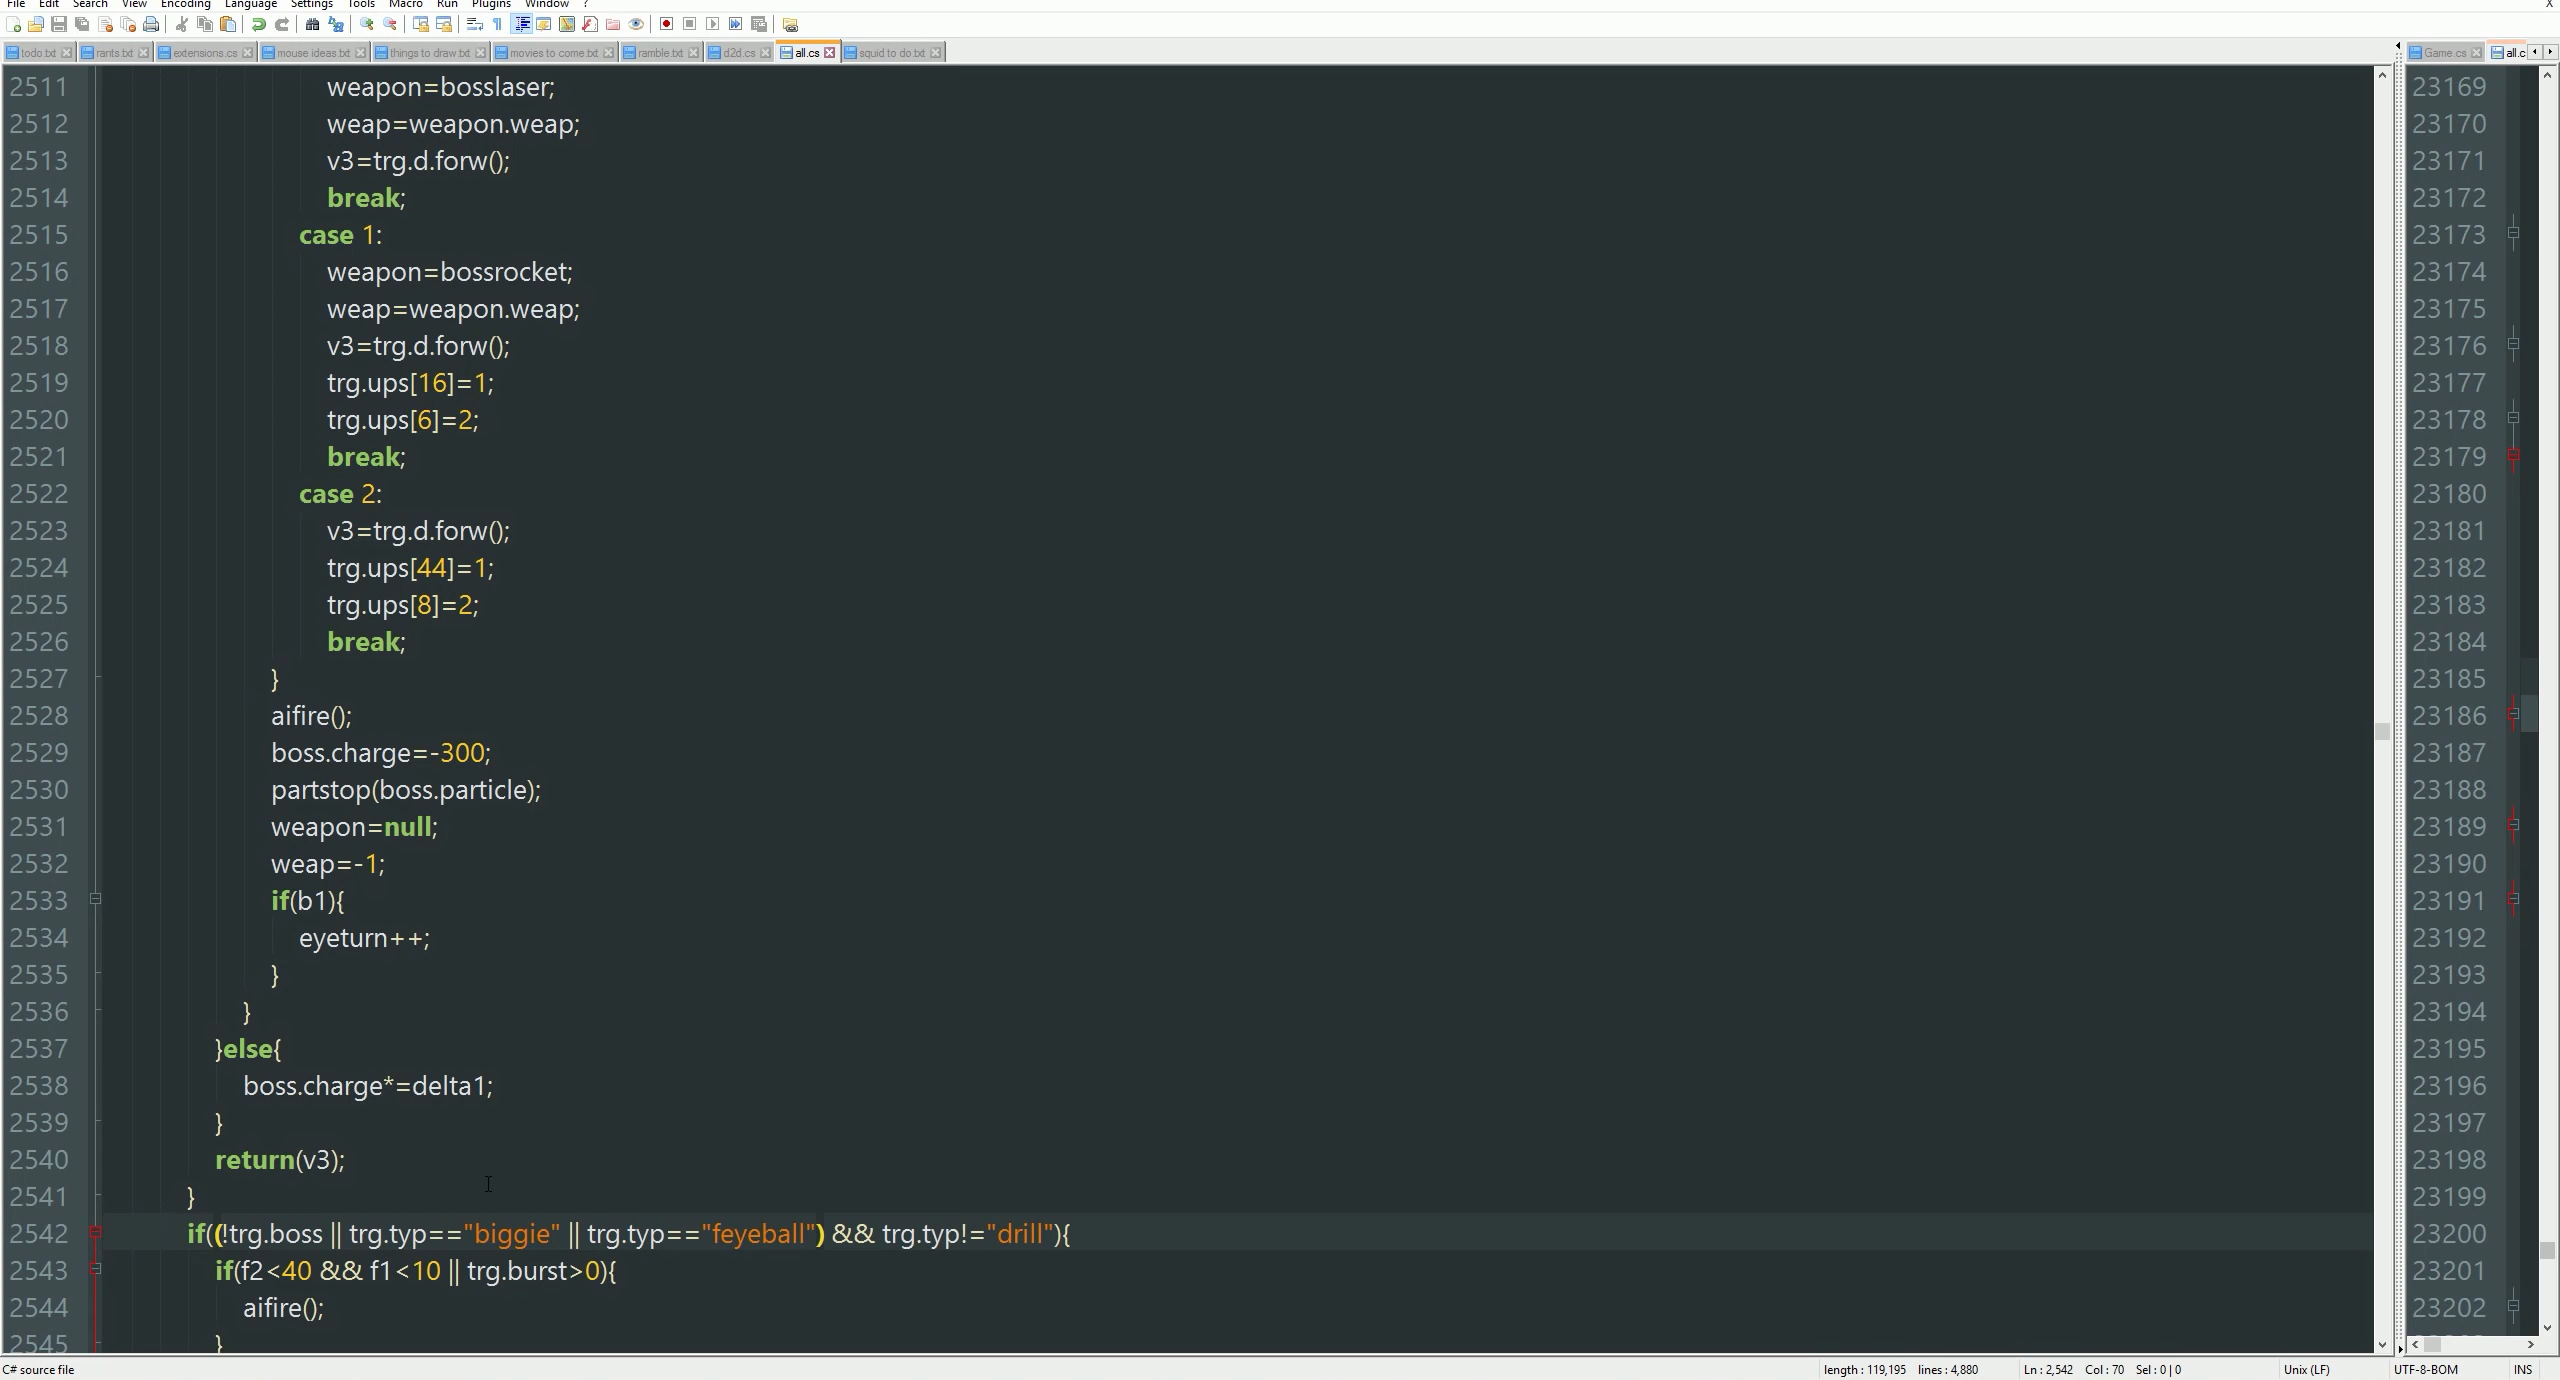 File Edit Search View Encoding Language Settings Tools Macro Run Plugins Window ? X
todo.txt rants.txt extensions.cs mouse ideas.txt things to draw.txt movies to come.txt ramble.txt d2d.cs all.cs squid to do.txt Game.cs all.c
2511 weapon=bosslaser;
2512 weap=weapon.weap;
2513 v3=trg.d.forw();
2514 break;
2515 case 1:
2516 weapon=bossrocket;
2517 weap=weapon.weap;
2518 v3=trg.d.forw();
2519 trg.ups[16]=1;
2520 trg.ups[6]=2;
2521 break;
2522 case 2:
2523 v3=trg.d.forw();
2524 trg.ups[44]=1;
2525 trg.ups[8]=2;
2526 break;
2527 }
2528 aifire();
2529 boss.charge=-300;
2530 partstop(boss.particle);
2531 weapon=null;
2532 weap=-1;
2533 if(b1){
2534 eyeturn++;
2535 }
2536 }
2537 }else{
2538 boss.charge*=delta1;
2539 }
2540 return(v3);
2541 }
2542 if((!trg.boss || trg.typ=="biggie" || trg.typ=="feyeball") && trg.typ!="drill"){
2543 if(f2<40 && f1<10 || trg.burst>0){
2544 aifire();
2545 }
23169
23170
23171
23172
23173
23174
23175
23176
23177
23178
23179
23180
23181
23182
23183
23184
23185
23186
23187
23188
23189
23190
23191
23192
23193
23194
23195
23196
23197
23198
23199
23200
23201
23202
C# source file length : 119,195 lines : 4,880 Ln : 2,542 Col : 70 Sel : 0 | 0 Unix (LF) UTF-8-BOM INS